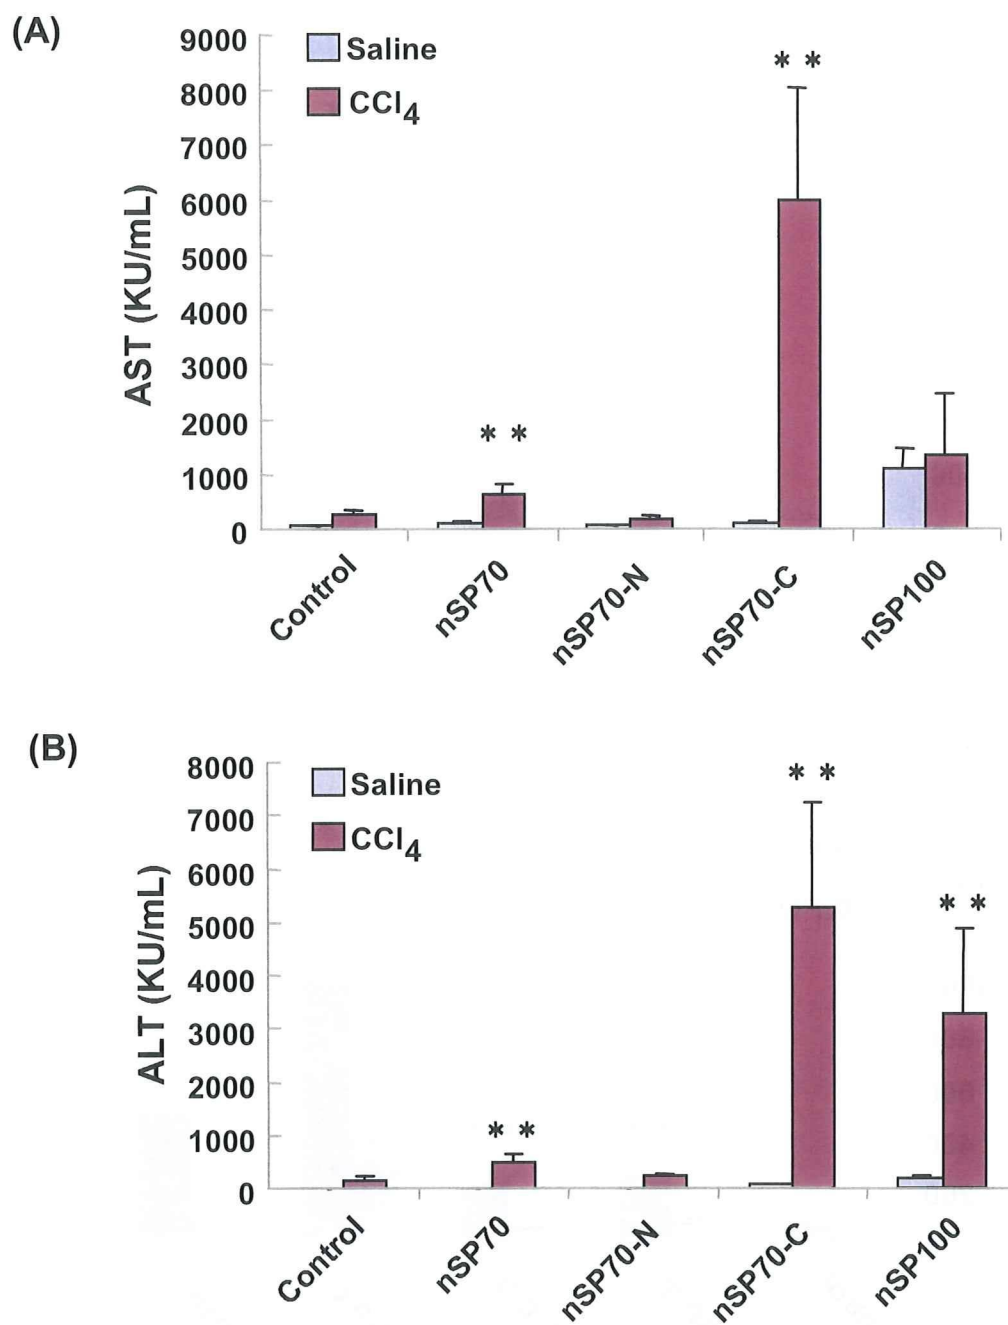 (A)
AST (KU/mL)
9000
8000
7000
6000
5000
4000
3000
2000
1000
0
Saline
CCl4
* *
* *
Control
nSP70
nSP70-N
nSP70-C
nSP100
(B)
ALT (KU/mL)
8000
7000
6000
5000
4000
3000
2000
1000
0
Saline
CCl4
* *
* *
* *
Control
nSP70
nSP70-N
nSP70-C
nSP100